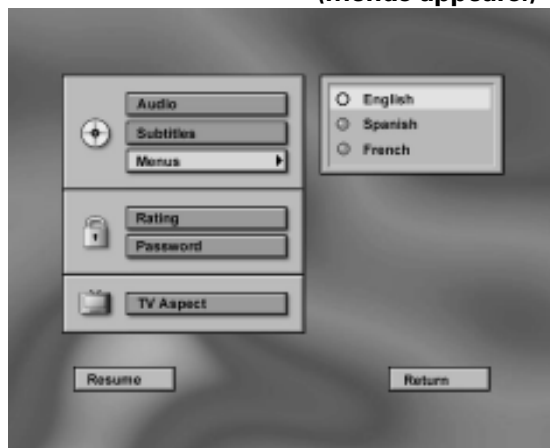 (Menus appears.)
Audio
Subtitles
Menus
Rating
Password
TV Aspect
English
Spanish
French
Resume
Return